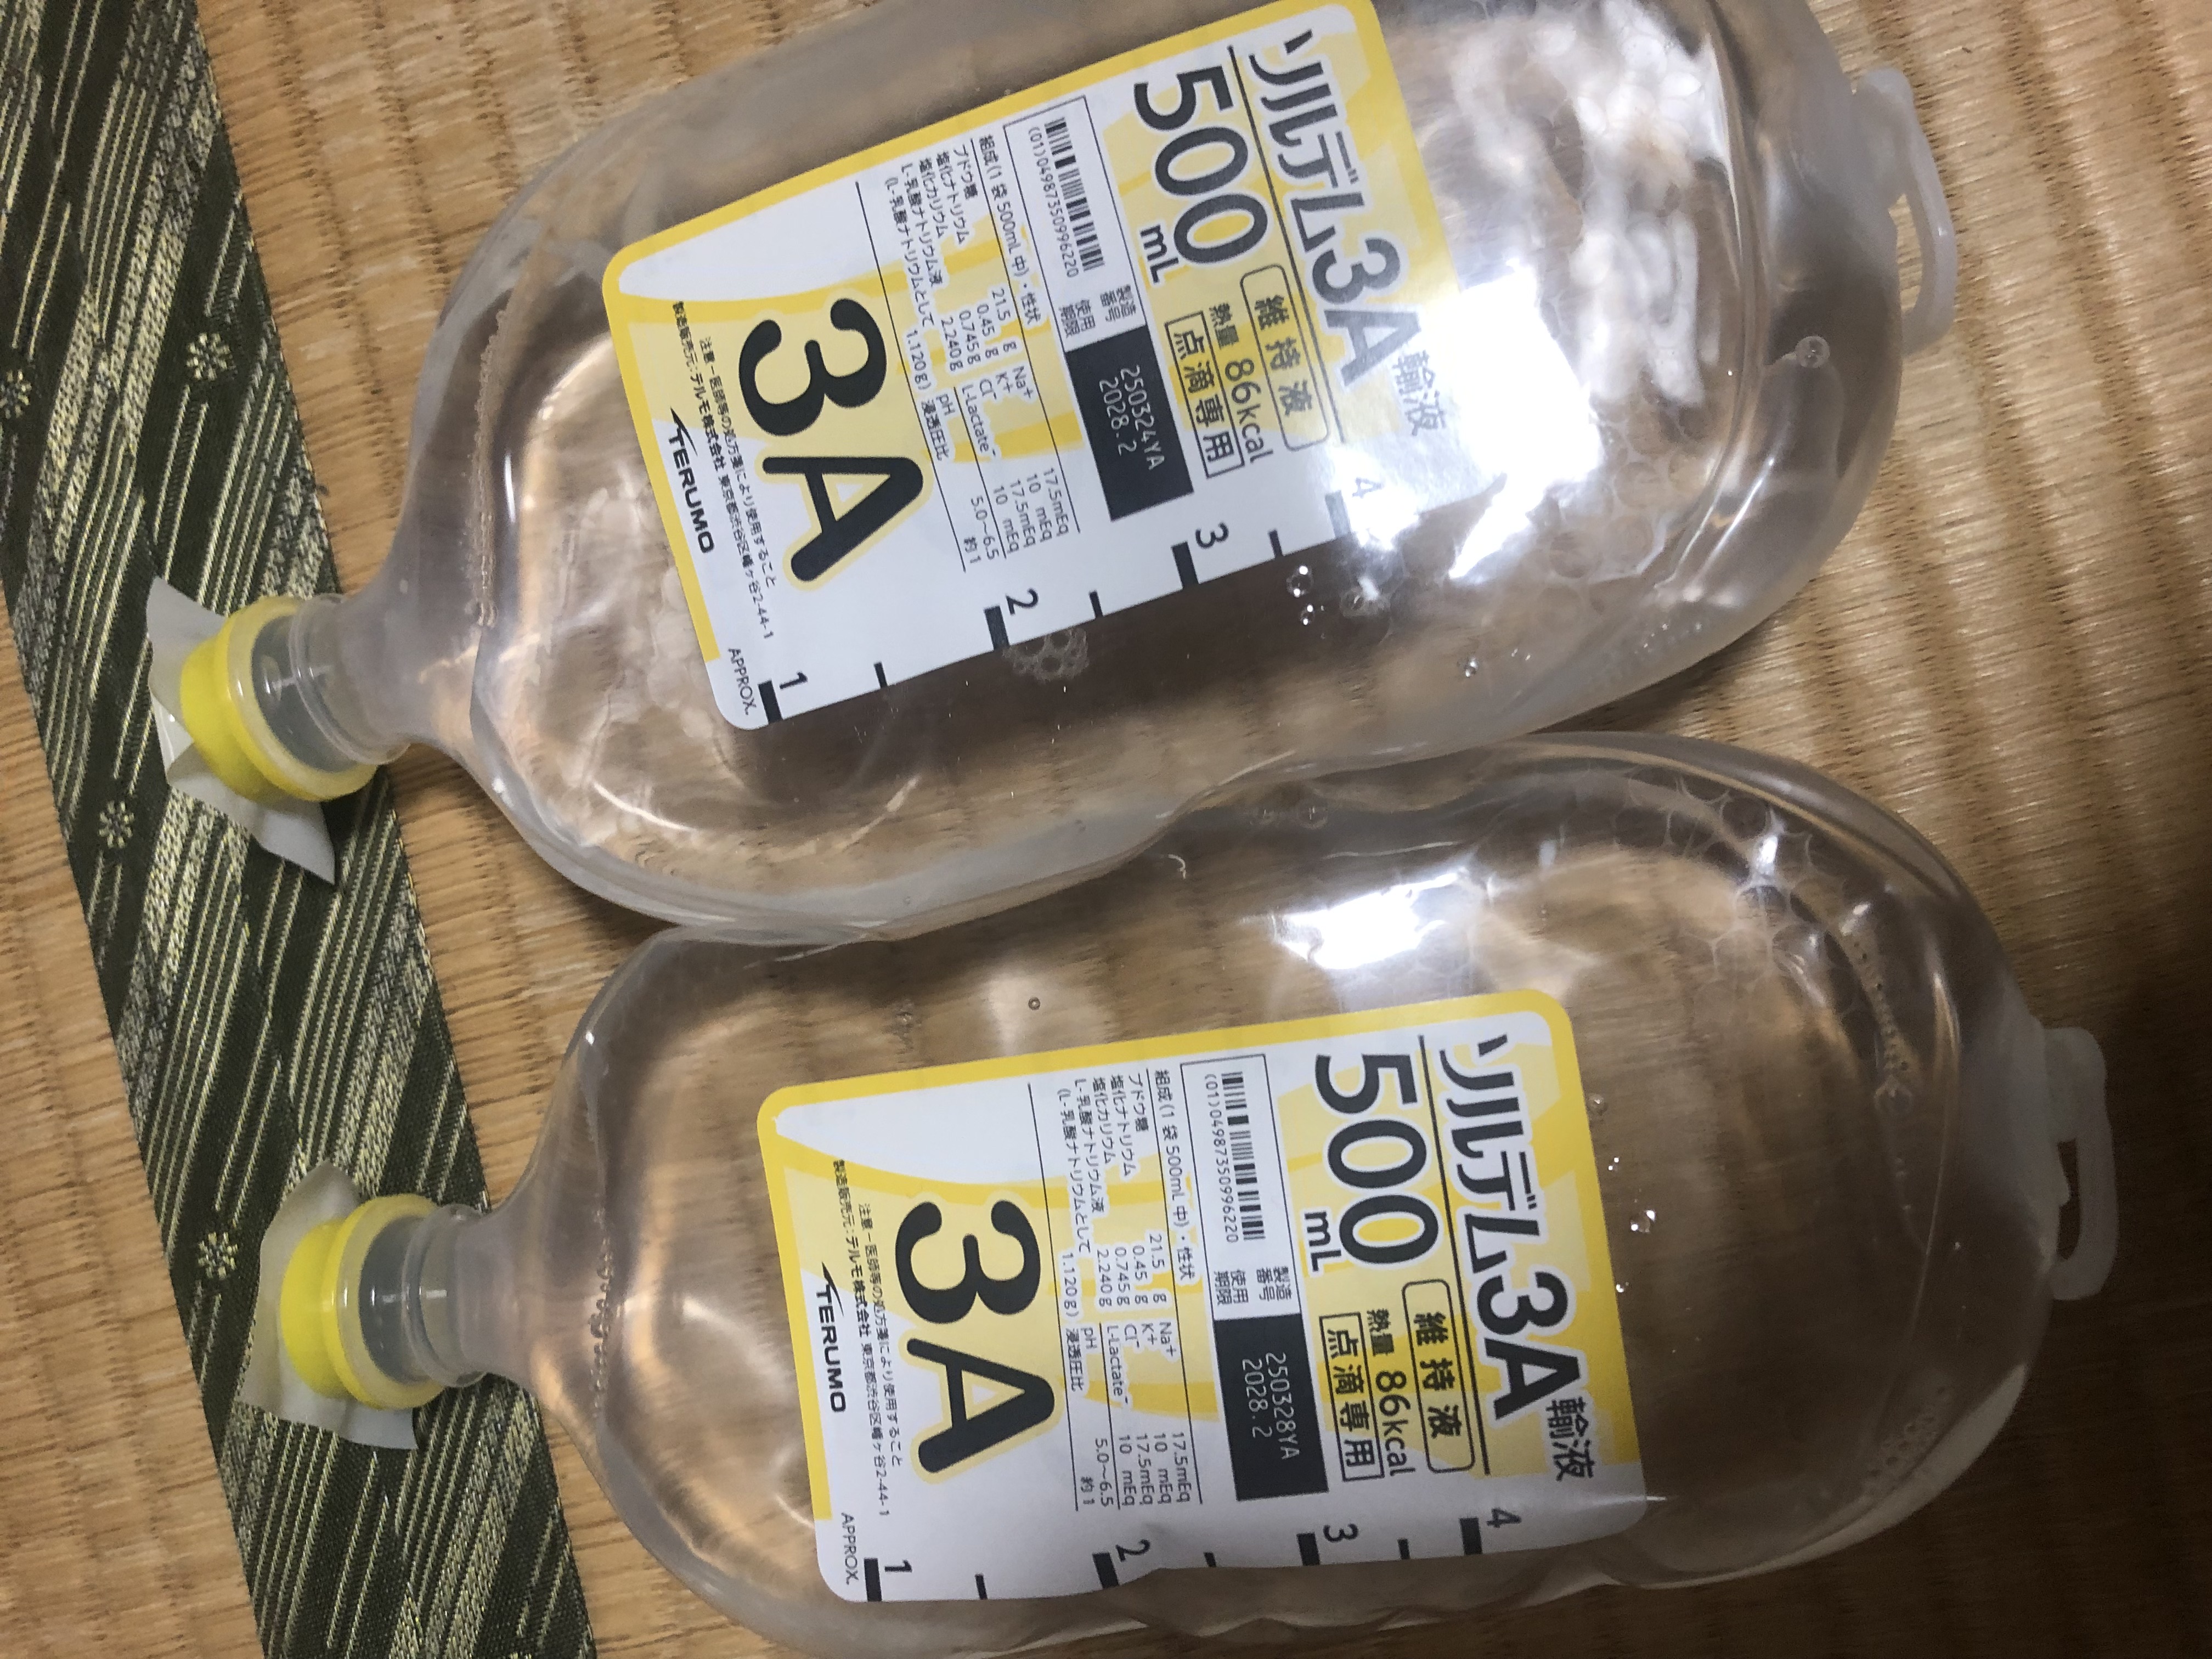 ソルデム3A輸液
500mL
維持液
熱量 86kcal
点滴専用
(01)04987350996220
製造番号
使用期限
250324YA
2028.2
組成(1袋500mL中)・性状
ブドウ糖 21.5 g
塩化ナトリウム 0.45 g
塩化カリウム 0.745g
L-乳酸ナトリウム液 2.240g
(L-乳酸ナトリウムとして 1.120g)
Na⁺ 17.5mEq
K⁺ 10 mEq
Cl⁻ 17.5mEq
L-Lactate⁻ 10 mEq
pH 5.0〜6.5
浸透圧比 約1
3A
注意-医師等の処方箋により使用すること
製造販売元:テルモ株式会社 東京都渋谷区幡ヶ谷2-44-1
TERUMO
4
3
2
1
APPROX.
ソルデム3A輸液
500mL
維持液
熱量 86kcal
点滴専用
(01)04987350996220
製造番号
使用期限
250328YA
2028.2
組成(1袋500mL中)・性状
ブドウ糖 21.5 g
塩化ナトリウム 0.45 g
塩化カリウム 0.745g
L-乳酸ナトリウム液 2.240g
(L-乳酸ナトリウムとして 1.120g)
Na⁺ 17.5mEq
K⁺ 10 mEq
Cl⁻ 17.5mEq
L-Lactate⁻ 10 mEq
pH 5.0〜6.5
浸透圧比 約1
3A
注意-医師等の処方箋により使用すること
製造販売元:テルモ株式会社 東京都渋谷区幡ヶ谷2-44-1
TERUMO
4
3
2
1
APPROX.